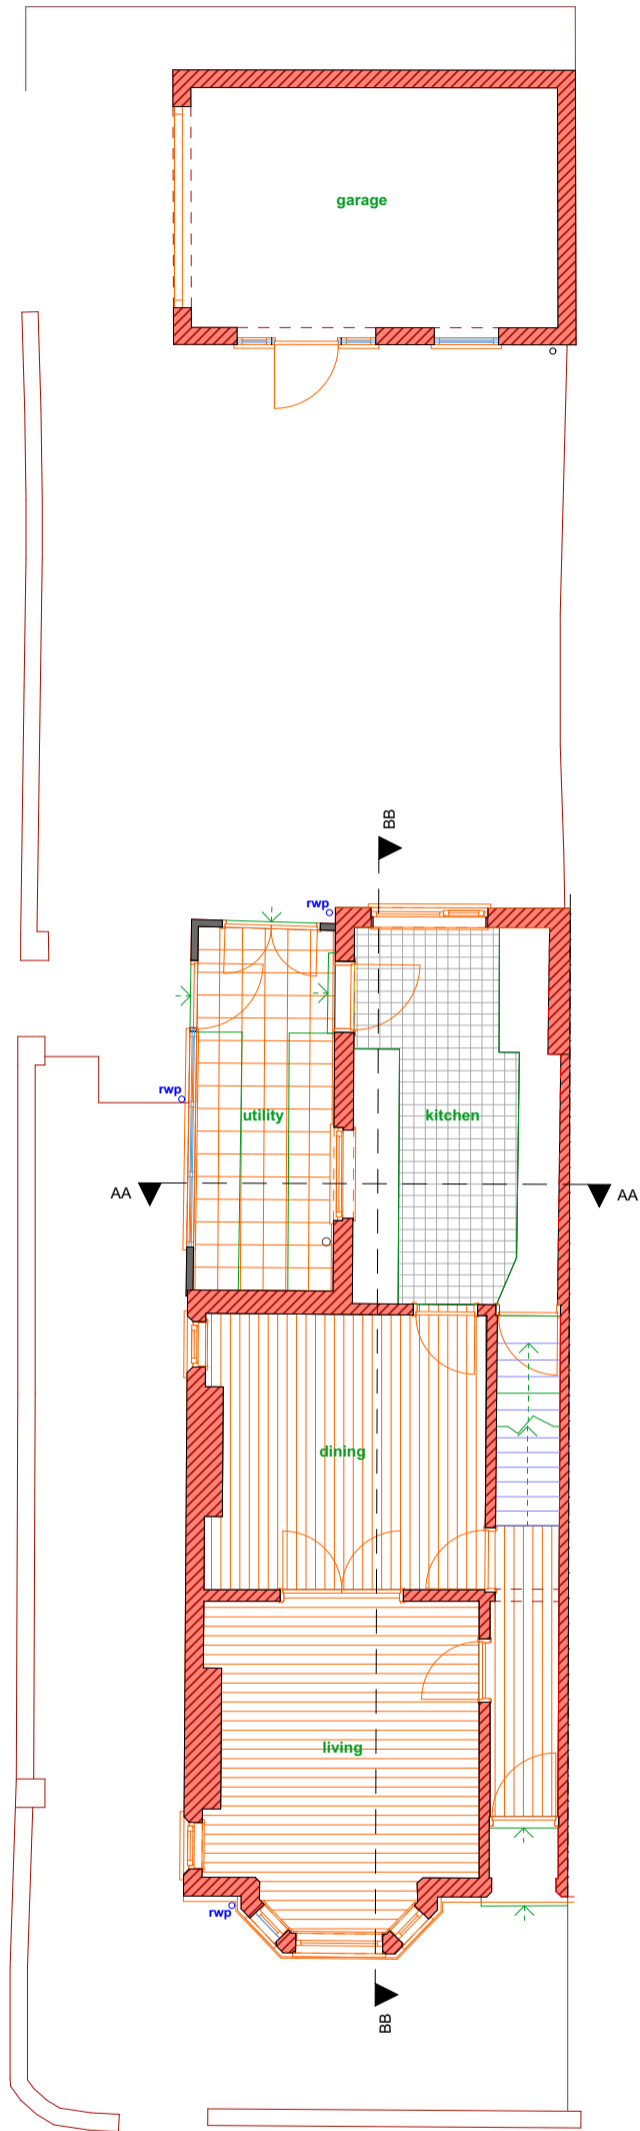 garage
BB
rwp
rwp
utility
kitchen
AA
AA
dining
living
rwp
BB